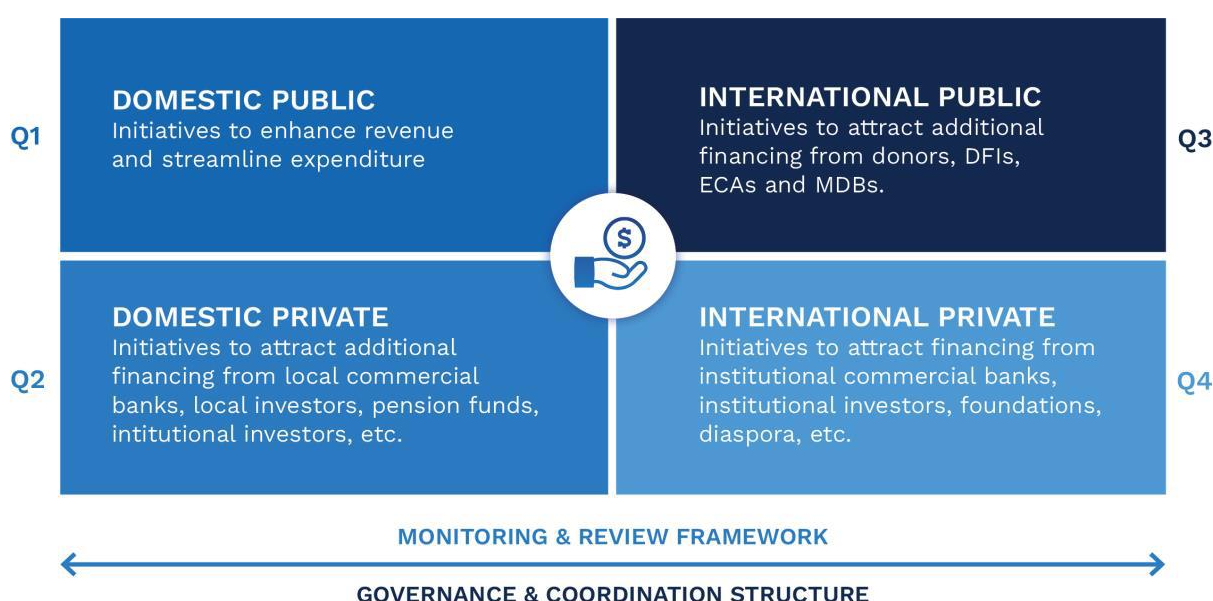 Q1
DOMESTIC PUBLIC
Initiatives to enhance revenue
and streamline expenditure
INTERNATIONAL PUBLIC
Initiatives to attract additional
financing from donors, DFIs,
ECAs and MDBs.
Q3
$
Q2
DOMESTIC PRIVATE
Initiatives to attract additional
financing from local commercial
banks, local investors, pension funds,
intitutional investors, etc.
INTERNATIONAL PRIVATE
Initiatives to attract financing from
institutional commercial banks,
institutional investors, foundations,
diaspora, etc.
Q4
MONITORING & REVIEW FRAMEWORK
GOVERNANCE & COORDINATION STRUCTURE